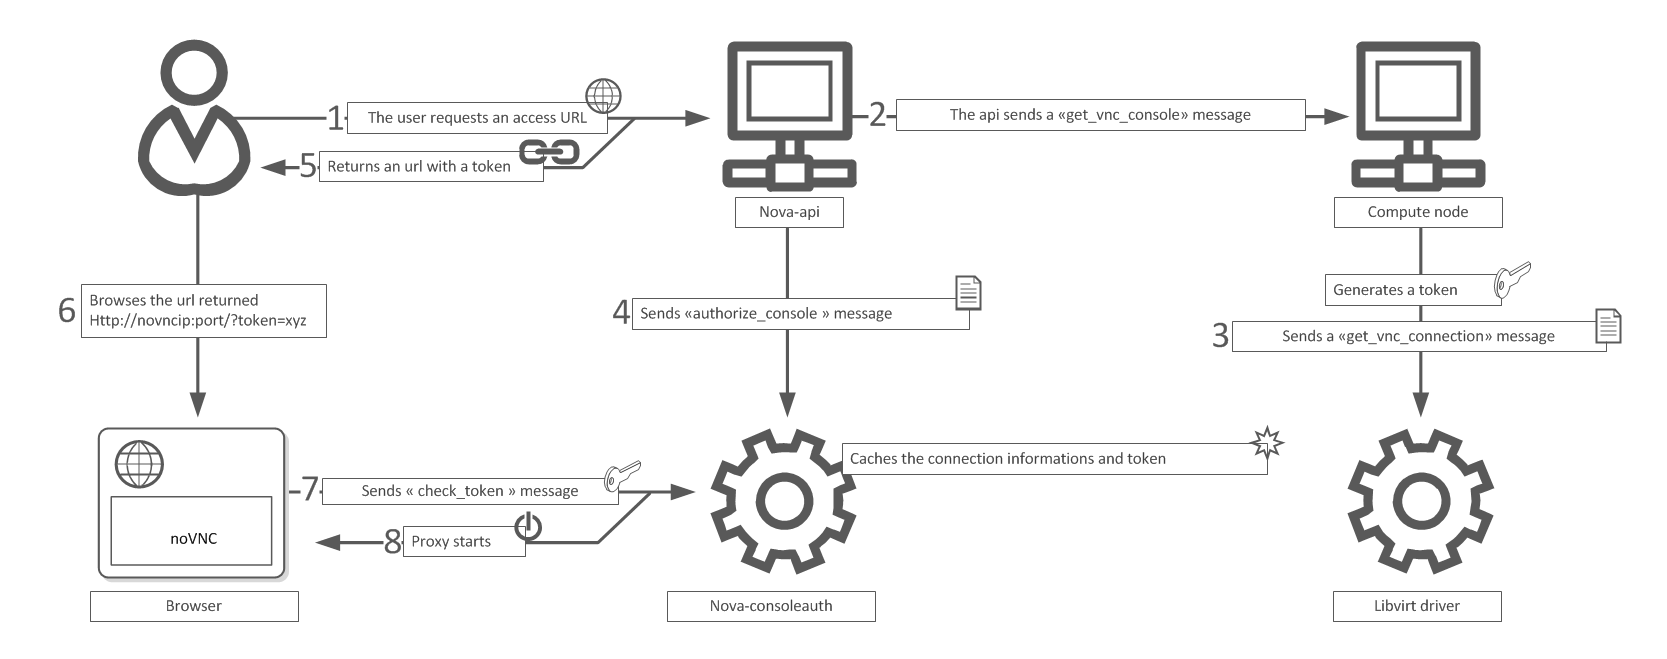 1
The user requests an access URL
2
The api sends a «get_vnc_console» message
5
Returns an url with a token
Nova-api
Compute node
6
Browses the url returned
Http://novncip:port/?token=xyz
4
Sends «authorize_console » message
Generates a token
3
Sends a «get_vnc_connection» message
Caches the connection informations and token
7
Sends « check_token » message
noVNC
8
Proxy starts
Browser
Nova-consoleauth
Libvirt driver